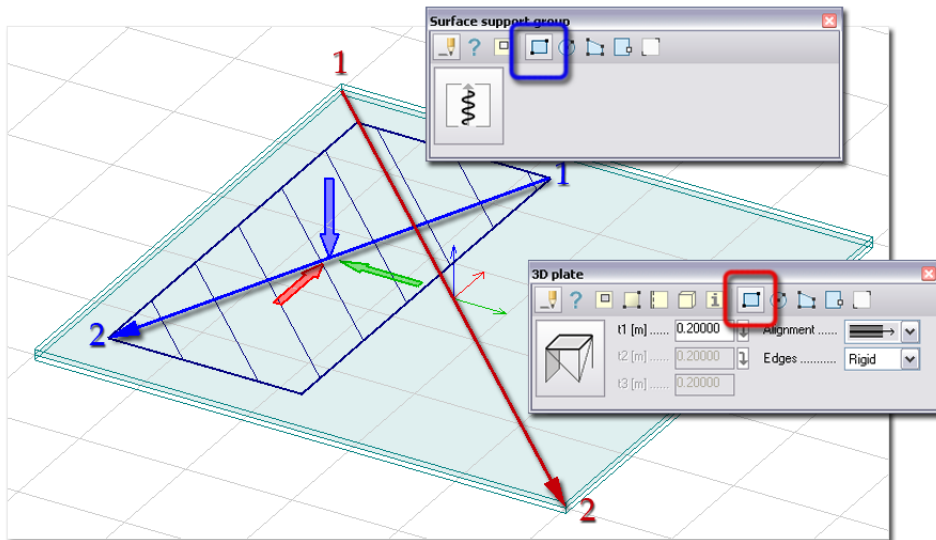 Surface support group
?
1
1
3D plate
? i
t1 [m] ...... 0.20000 Alignment ......
t2 [m] ...... 0.20000 Edges ........... Rigid
t3 [m] ...... 0.20000
2
2